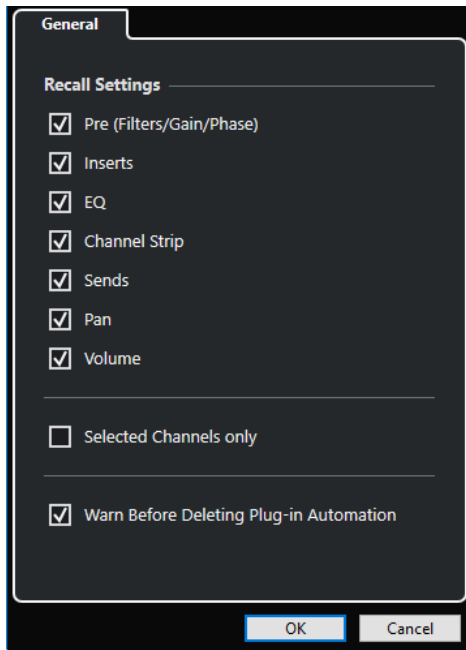 General
Recall Settings
Pre (Filters/Gain/Phase)
Inserts
EQ
Channel Strip
Sends
Pan
Volume
Selected Channels only
Warn Before Deleting Plug-in Automation
OK Cancel